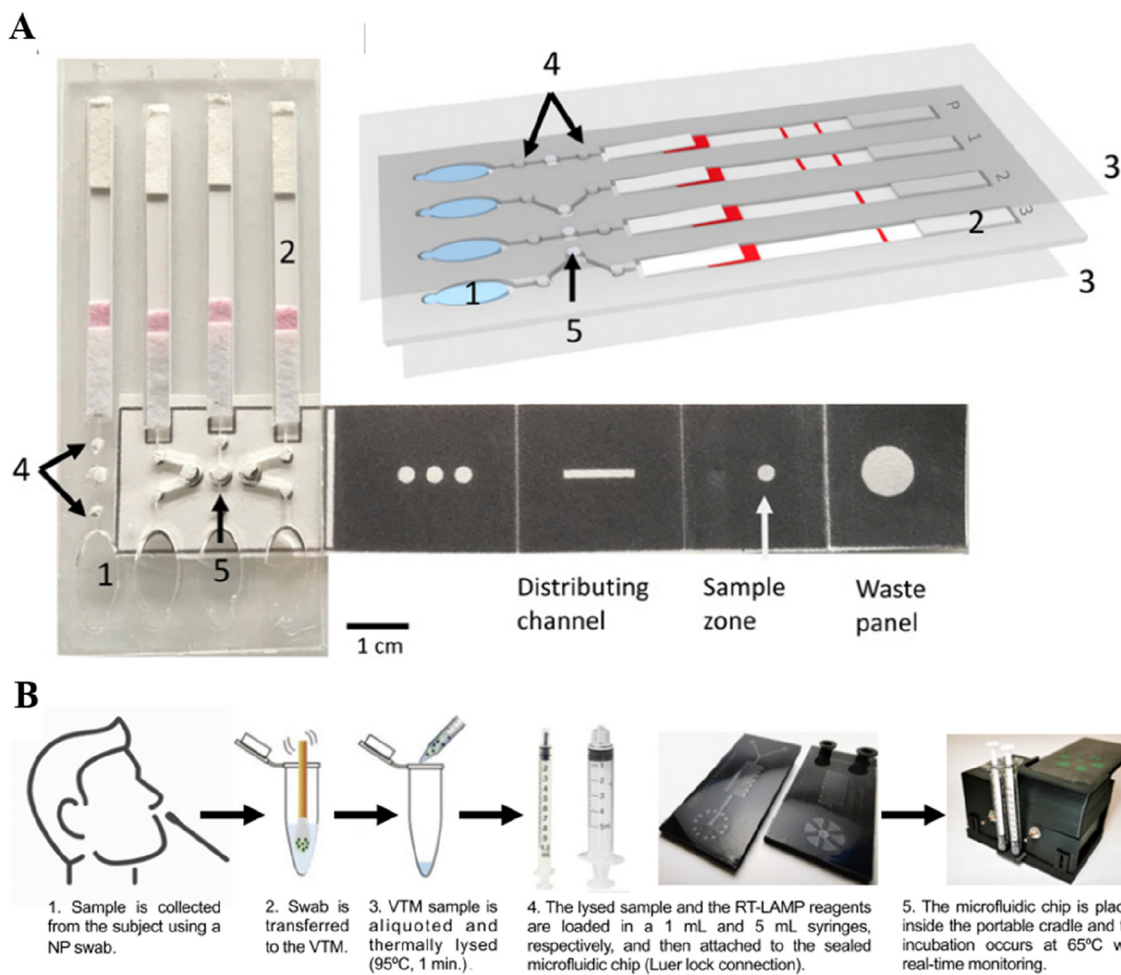 A
4
3
P
1
2
3
2
3
1
5
2
4
1
5
1 cm
Distributing
channel
Sample
zone
Waste
panel
B
1. Sample is collected
from the subject using a
NP swab.
2. Swab is
transferred
to the VTM.
3. VTM sample is
aliquoted and
thermally lysed
(95ºC, 1 min.).
4. The lysed sample and the RT-LAMP reagents
are loaded in a 1 mL and 5 mL syringes,
respectively, and then attached to the sealed
microfluidic chip (Luer lock connection).
5. The microfluidic chip is plac
inside the portable cradle and
incubation occurs at 65ºC w
real-time monitoring.